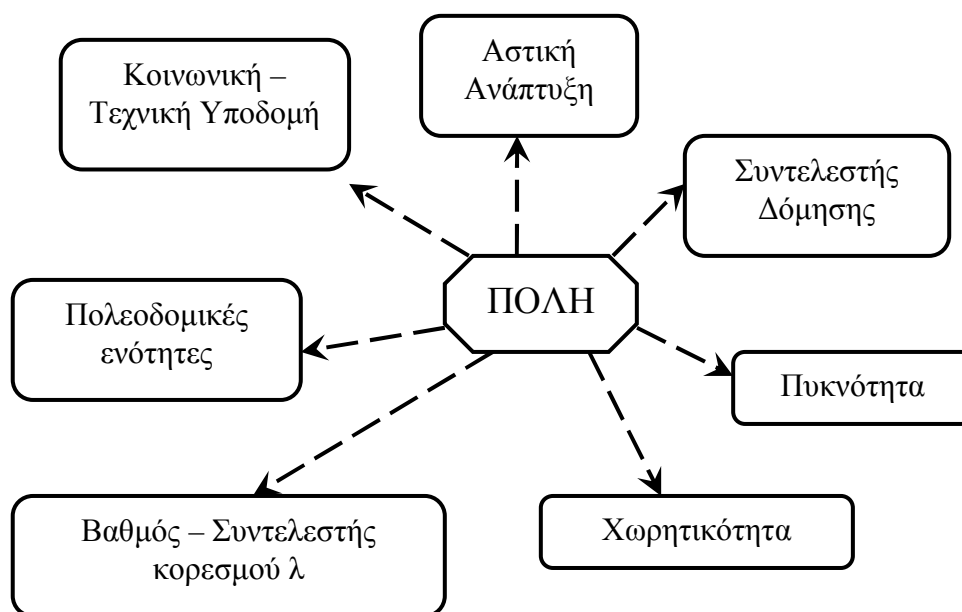 Κοινωνική –
Τεχνική Υποδομή
Αστική
Ανάπτυξη
Συντελεστής
Δόμησης
ΠΟΛΗ
Πολεοδομικές
ενότητες
Πυκνότητα
Βαθμός – Συντελεστής
κορεσμού λ
Χωρητικότητα